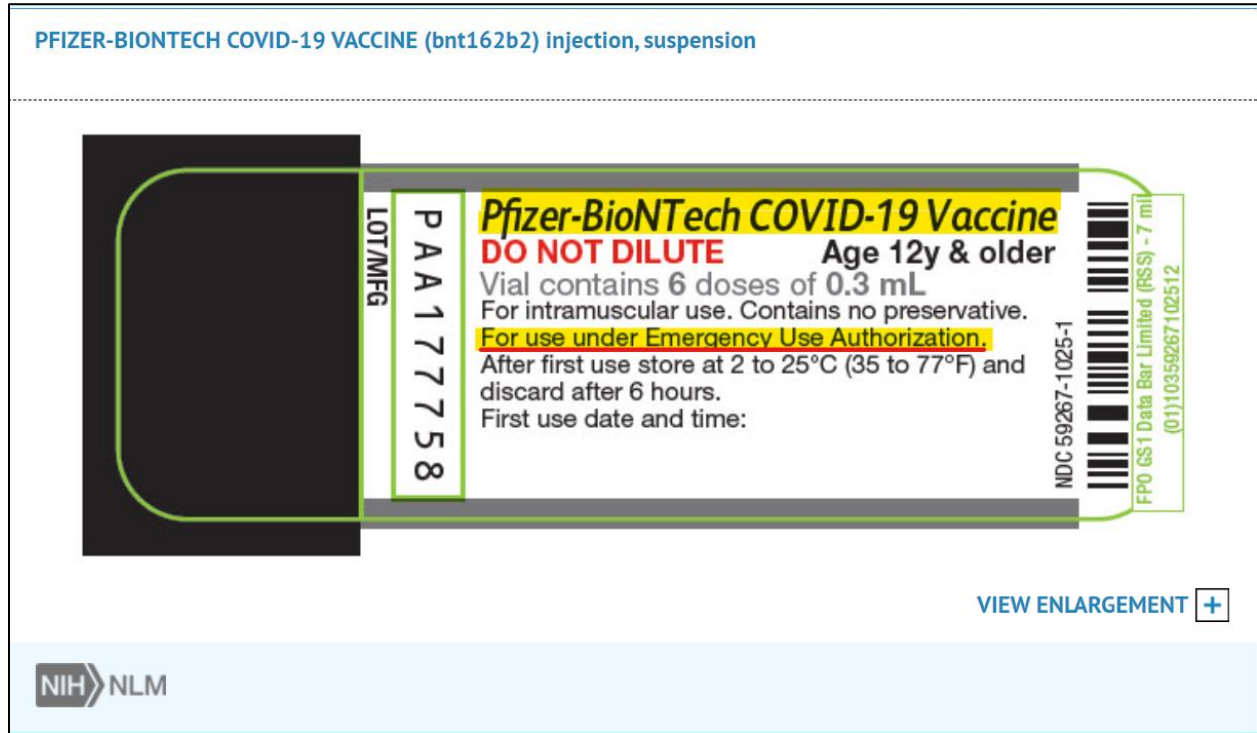 PFIZER-BIONTECH COVID-19 VACCINE (bnt162b2) injection, suspension
LOT/MFG
PAA177758
Pfizer-BioNTech COVID-19 Vaccine
DO NOT DILUTE Age 12y & older
Vial contains 6 doses of 0.3 mL
For intramuscular use. Contains no preservative.
For use under Emergency Use Authorization.
After first use store at 2 to 25°C (35 to 77°F) and
discard after 6 hours.
First use date and time:
NDC 59267-1025-1
FPO GS1 Data Bar Limited (RSS) - 7 mil
(01)10359267102512
VIEW ENLARGEMENT +
NIH NLM